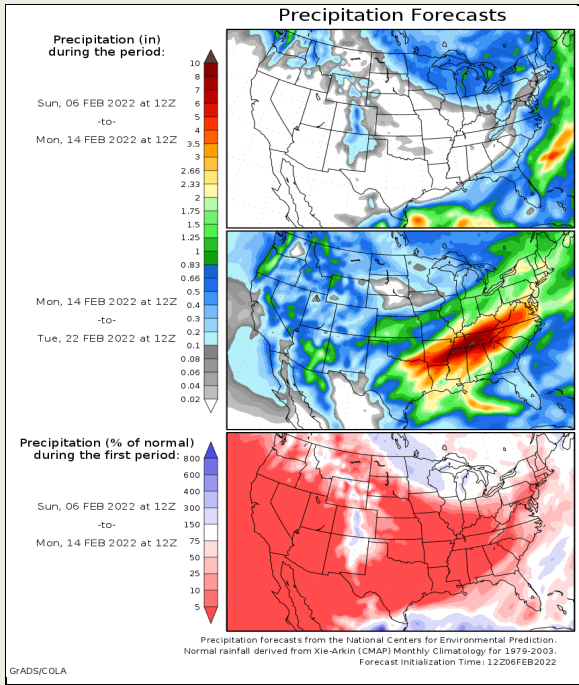 Precipitation Forecasts
Precipitation (in)
during the period:
Sun, 06 FEB 2022 at 12Z
-to-
Mon, 14 FEB 2022 at 12Z
10
8
7
6
5
4
3.5
3
2.66
2.33
2
1.75
1.5
1.25
1
0.83
0.66
0.5
0.4
0.3
0.2
0.1
0.08
0.06
0.04
0.02
Mon, 14 FEB 2022 at 12Z
-to-
Tue, 22 FEB 2022 at 12Z
Precipitation (% of normal)
during the first period:
Sun, 06 FEB 2022 at 12Z
-to-
Mon, 14 FEB 2022 at 12Z
800
600
400
300
150
75
50
25
10
5
Precipitation forecasts from the National Centers for Environmental Prediction.
Normal rainfall derived from Xie-Arkin (CMAP) Monthly Climatology for 1979-2003.
Forecast Initialization Time: 12Z06FEB2022
GrADS/COLA